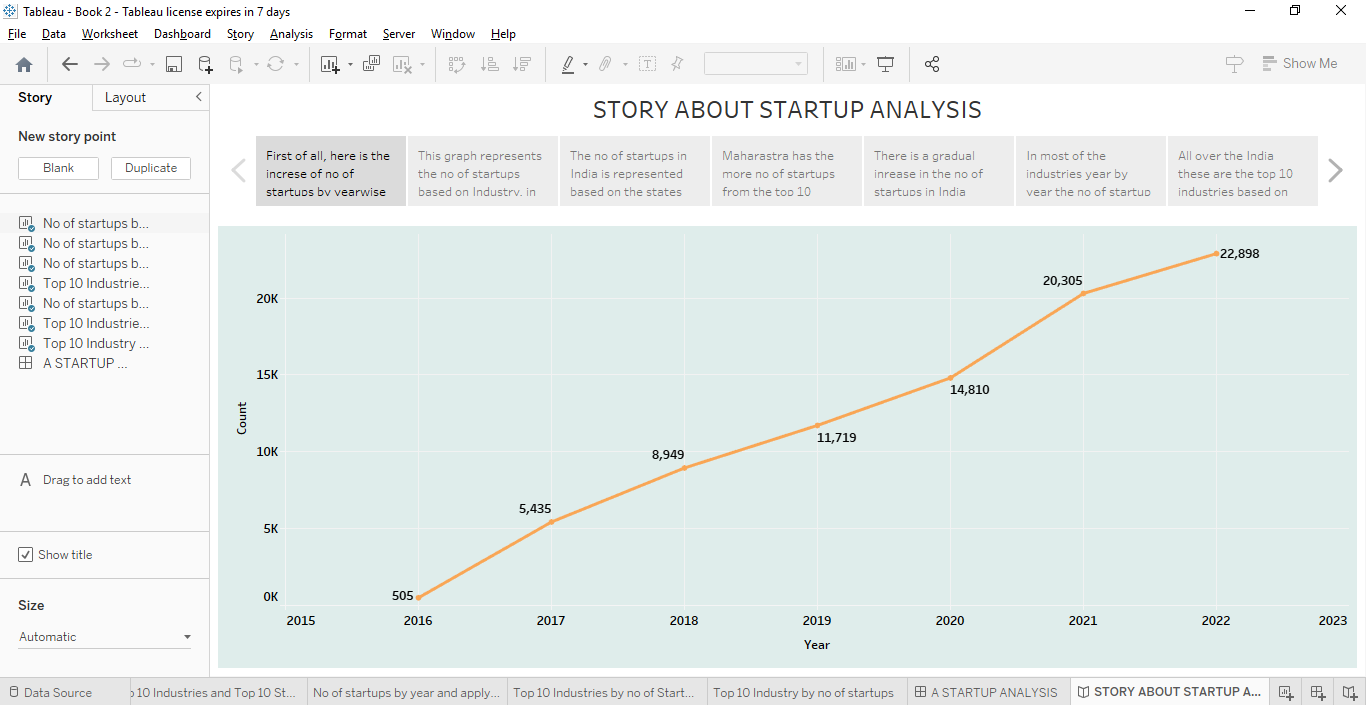 Tableau - Book 2 - Tableau license expires in 7 days
File Data Worksheet Dashboard Story Analysis Format Server Window Help
Show Me
Story Layout
New story point
Blank Duplicate
No of startups b...
No of startups b...
No of startups b...
Top 10 Industrie...
No of startups b...
Top 10 Industrie...
Top 10 Industry ...
A STARTUP ...
A Drag to add text
Show title
Size
Automatic
STORY ABOUT STARTUP ANALYSIS
First of all, here is the
increse of no of
startups by yearwise
This graph represents
the no of startups
based on Industry, in
The no of startups in
India is represented
based on the states
Maharastra has the
more no of startups
from the top 10
There is a gradual
inrease in the no of
startups in India
In most of the
industries year by
year the no of startup
All over the India
these are the top 10
industries based on
22,898
20,305
20K
15K
14,810
Count
11,719
10K
8,949
5,435
5K
505
0K
2015 2016 2017 2018 2019 2020 2021 2022 2023
Year
Data Source
10 Industries and Top 10 St...
No of startups by year and apply...
Top 10 Industries by no of Start...
Top 10 Industry by no of startups
A STARTUP ANALYSIS
STORY ABOUT STARTUP A...